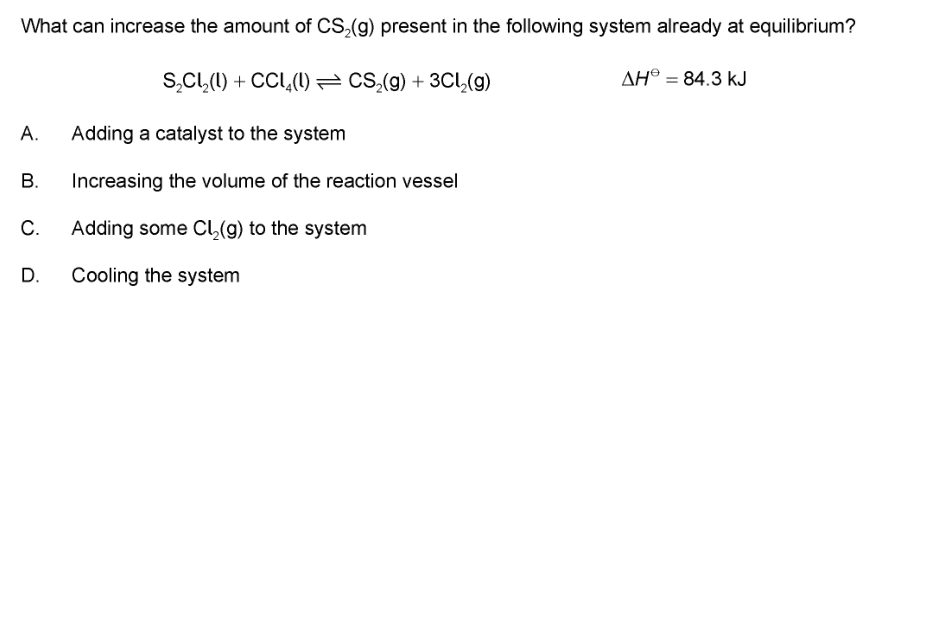 What can increase the amount of CS₂(g) present in the following system already at equilibrium?
S₂Cl₂(l) + CCl₄(l) ⇌ CS₂(g) + 3Cl₂(g) ΔH⊖ = 84.3 kJ
A. Adding a catalyst to the system
B. Increasing the volume of the reaction vessel
C. Adding some Cl₂(g) to the system
D. Cooling the system